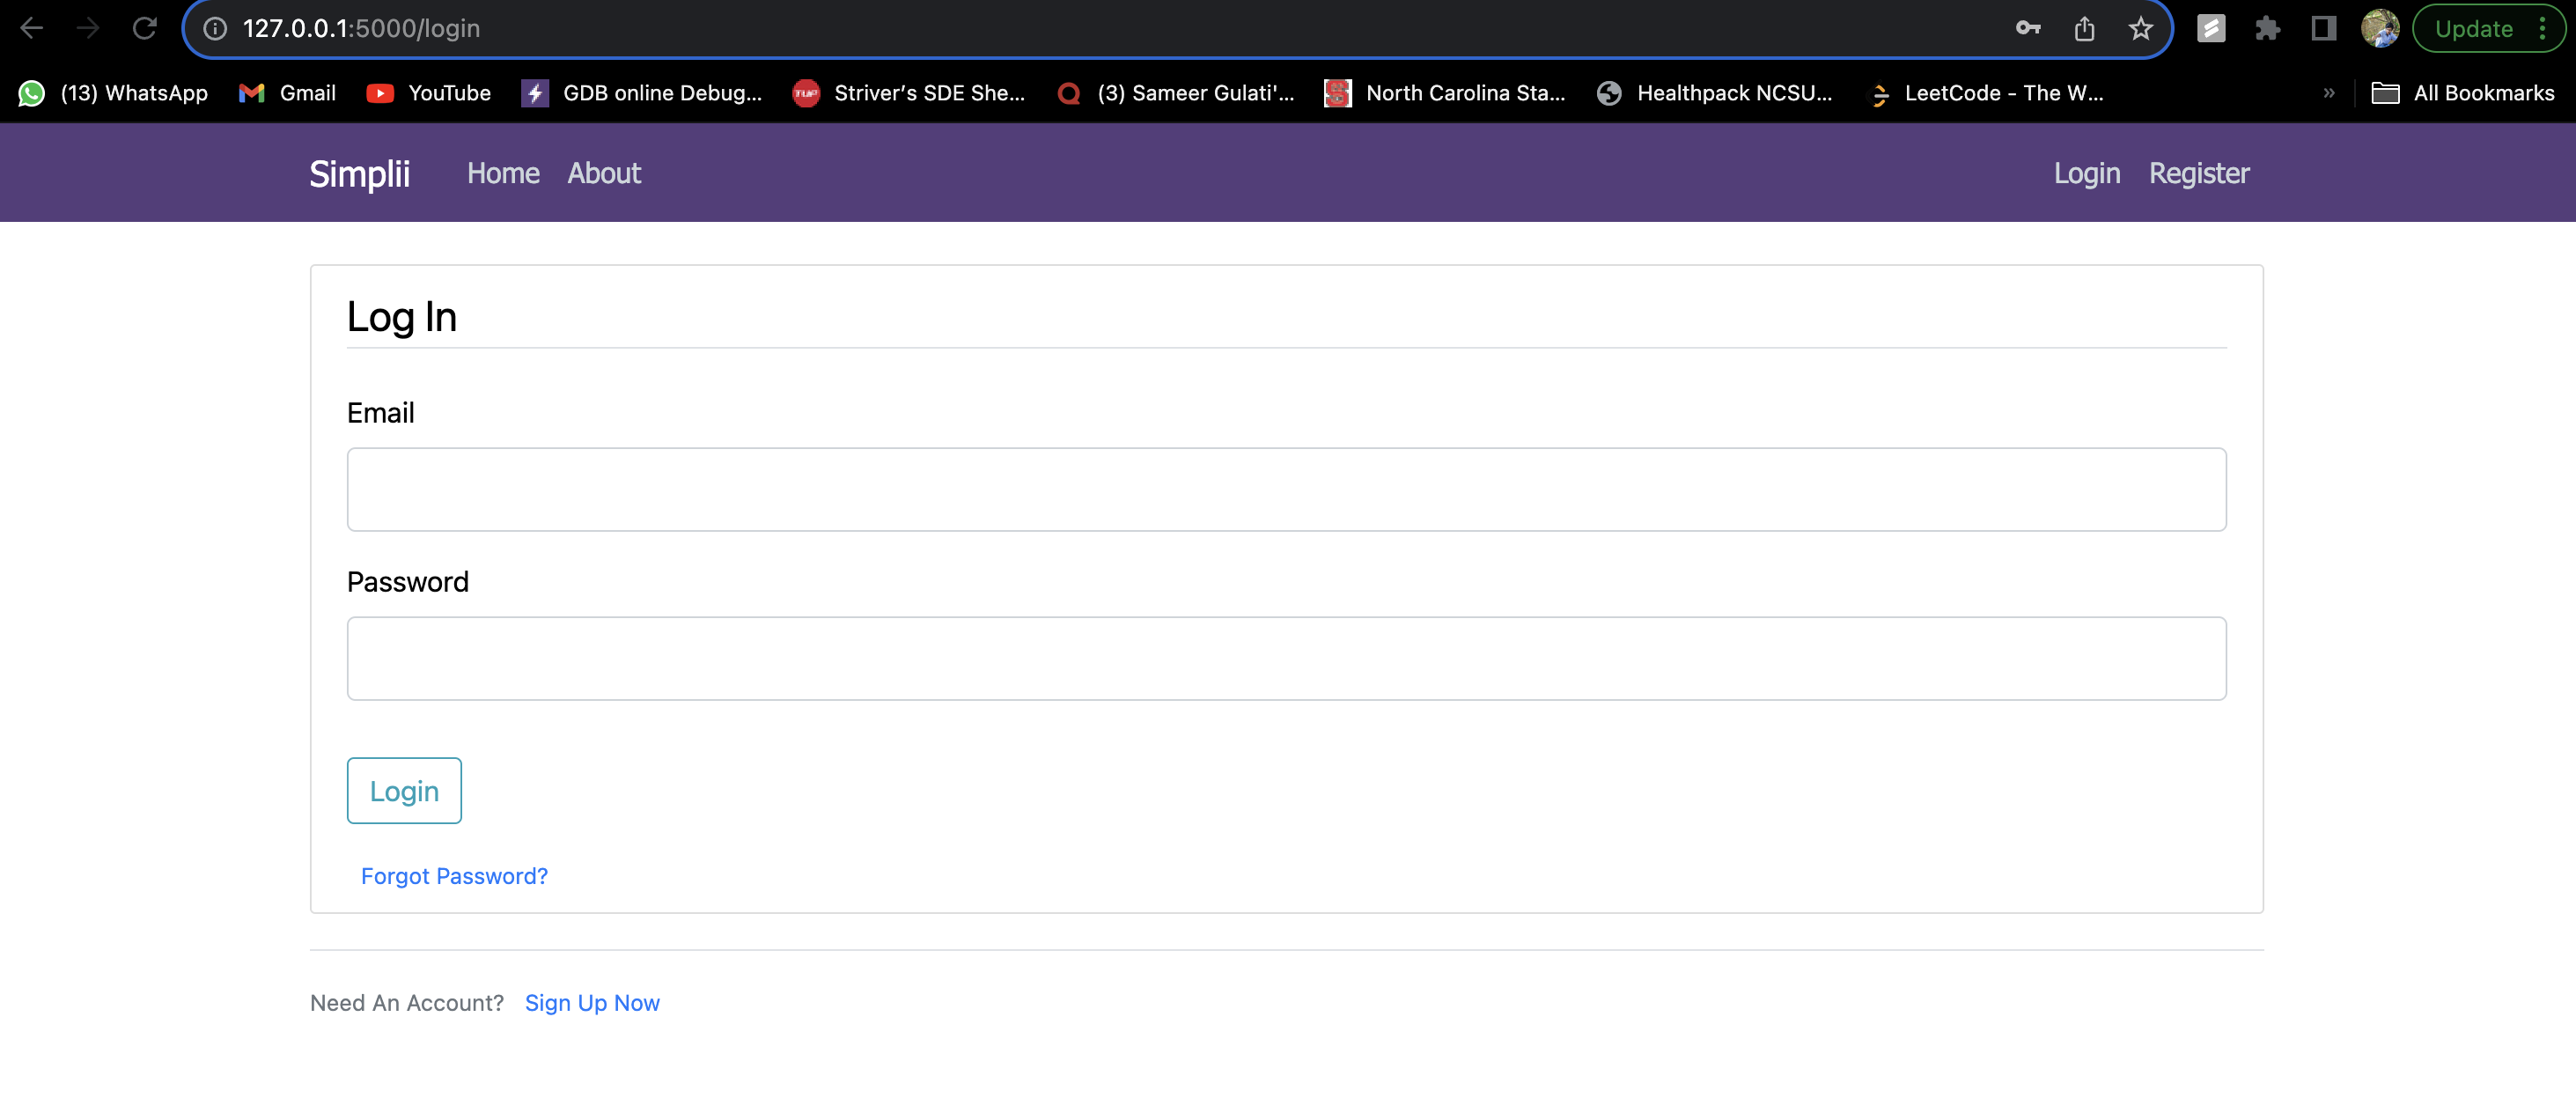 127.0.0.1:5000/login
Update
(13) WhatsApp Gmail YouTube GDB online Debug... Striver’s SDE She... (3) Sameer Gulati'... North Carolina Sta... Healthpack NCSU... LeetCode - The W... » All Bookmarks
Simplii Home About Login Register
Log In
Email
Password
Login
Forgot Password?
Need An Account? Sign Up Now